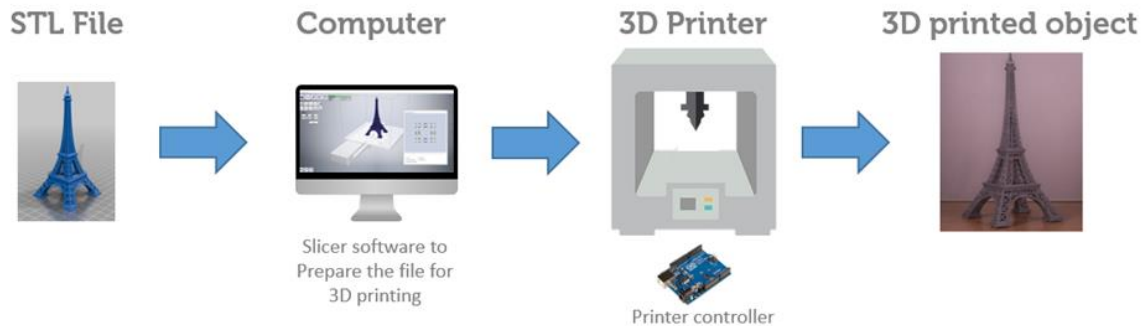 STL File
Computer
3D Printer
3D printed object
Slicer software to
Prepare the file for
3D printing
Printer controller